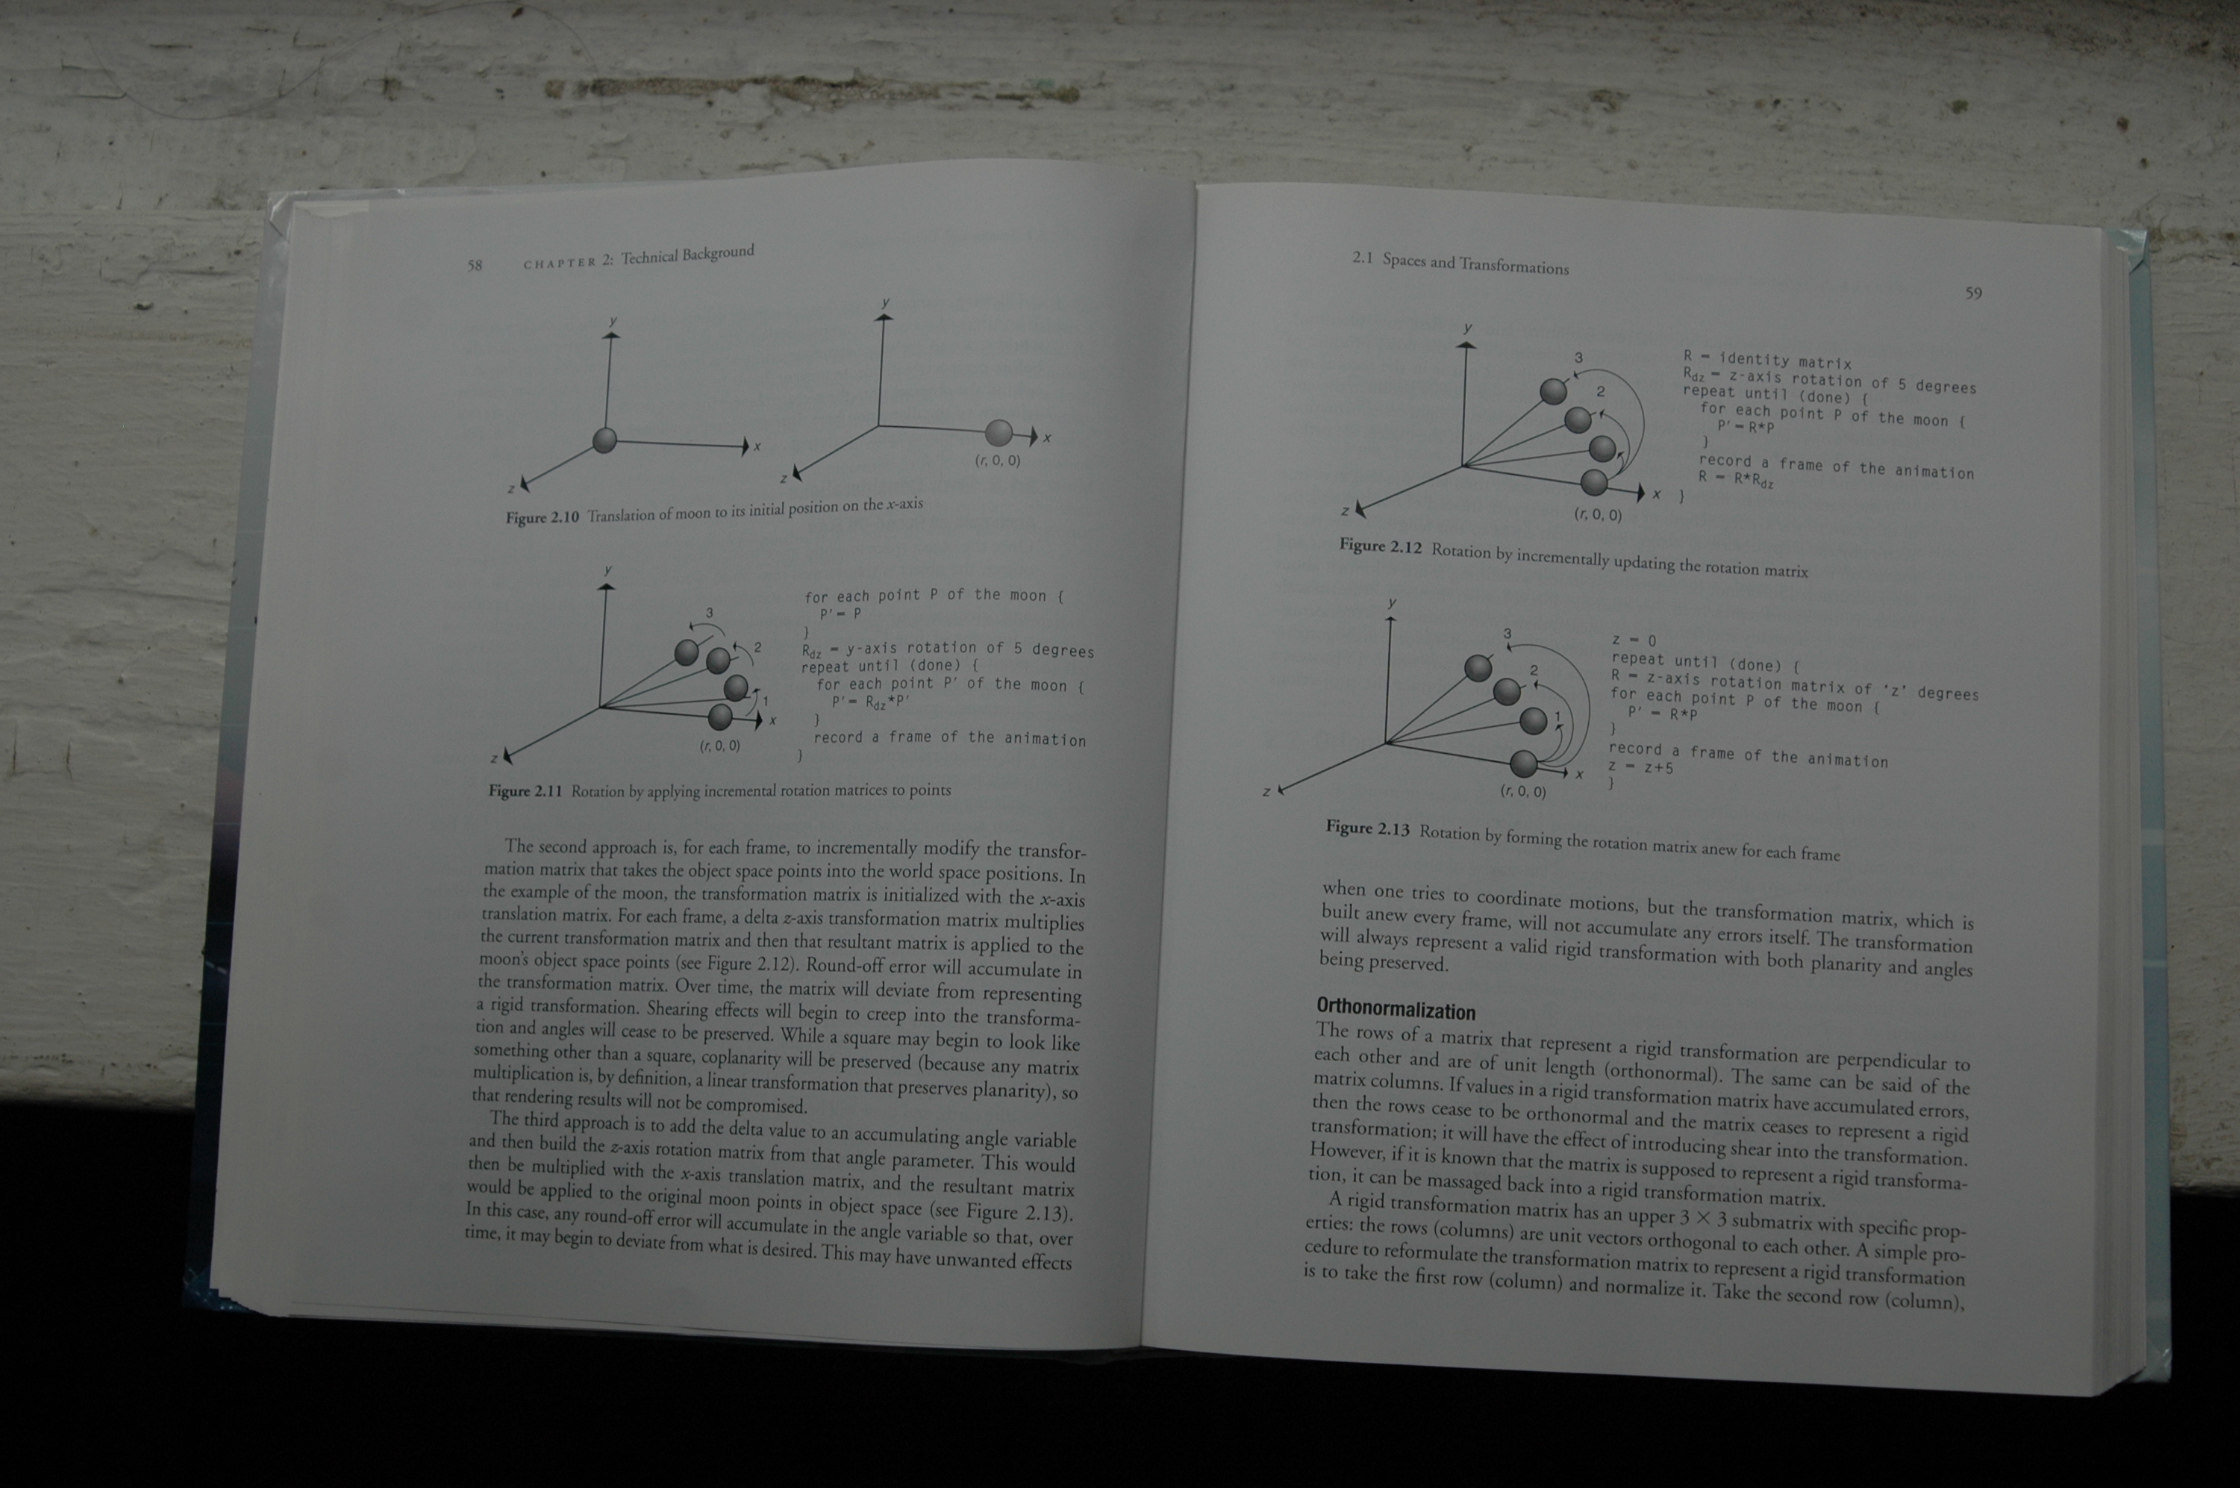 58 CHAPTER 2: Technical Background
y
x
z
y
x
z
(r, 0, 0)
Figure 2.10 Translation of moon to its initial position on the x-axis
y
3
2
1
x
z
(r, 0, 0)
for each point P of the moon {
P' = P
}
Rdz = y-axis rotation of 5 degrees
repeat until (done) {
for each point P' of the moon {
P' = Rdz*P'
}
record a frame of the animation
}
Figure 2.11 Rotation by applying incremental rotation matrices to points
The second approach is, for each frame, to incrementally modify the transfor-
mation matrix that takes the object space points into the world space positions. In
the example of the moon, the transformation matrix is initialized with the x-axis
translation matrix. For each frame, a delta z-axis transformation matrix multiplies
the current transformation matrix and then that resultant matrix is applied to the
moon's object space points (see Figure 2.12). Round-off error will accumulate in
the transformation matrix. Over time, the matrix will deviate from representing
a rigid transformation. Shearing effects will begin to creep into the transforma-
tion and angles will cease to be preserved. While a square may begin to look like
something other than a square, coplanarity will be preserved (because any matrix
multiplication is, by definition, a linear transformation that preserves planarity), so
that rendering results will not be compromised.
The third approach is to add the delta value to an accumulating angle variable
and then build the z-axis rotation matrix from that angle parameter. This would
then be multiplied with the x-axis translation matrix, and the resultant matrix
would be applied to the original moon points in object space (see Figure 2.13).
In this case, any round-off error will accumulate in the angle variable so that, over
time, it may begin to deviate from what is desired. This may have unwanted effects
2.1 Spaces and Transformations
59
y
3
2
x
z
(r, 0, 0)
R = identity matrix
Rdz = z-axis rotation of 5 degrees
repeat until (done) {
for each point P of the moon {
P' = R*P
}
record a frame of the animation
R = R*Rdz
}
Figure 2.12 Rotation by incrementally updating the rotation matrix
y
3
2
1
x
z
(r, 0, 0)
z = 0
repeat until (done) {
R = z-axis rotation matrix of 'z' degrees
for each point P of the moon {
P' = R*P
}
record a frame of the animation
z = z+5
}
Figure 2.13 Rotation by forming the rotation matrix anew for each frame
when one tries to coordinate motions, but the transformation matrix, which is
built anew every frame, will not accumulate any errors itself. The transformation
will always represent a valid rigid transformation with both planarity and angles
being preserved.
Orthonormalization
The rows of a matrix that represent a rigid transformation are perpendicular to
each other and are of unit length (orthonormal). The same can be said of the
matrix columns. If values in a rigid transformation matrix have accumulated errors,
then the rows cease to be orthonormal and the matrix ceases to represent a rigid
transformation; it will have the effect of introducing shear into the transformation.
However, if it is known that the matrix is supposed to represent a rigid transforma-
tion, it can be massaged back into a rigid transformation matrix.
A rigid transformation matrix has an upper 3 × 3 submatrix with specific prop-
erties: the rows (columns) are unit vectors orthogonal to each other. A simple pro-
cedure to reformulate the transformation matrix to represent a rigid transformation
is to take the first row (column) and normalize it. Take the second row (column),